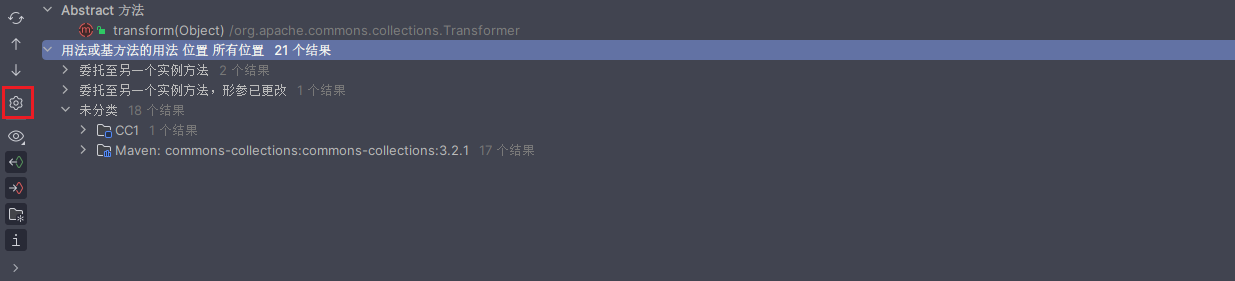 Abstract 方法
transform(Object) /org.apache.commons.collections.Transformer
用法或基方法的用法 位置 所有位置 21 个结果
委托至另一个实例方法 2 个结果
委托至另一个实例方法，形参已更改 1 个结果
未分类 18 个结果
CC1 1 个结果
Maven: commons-collections:commons-collections:3.2.1 17 个结果